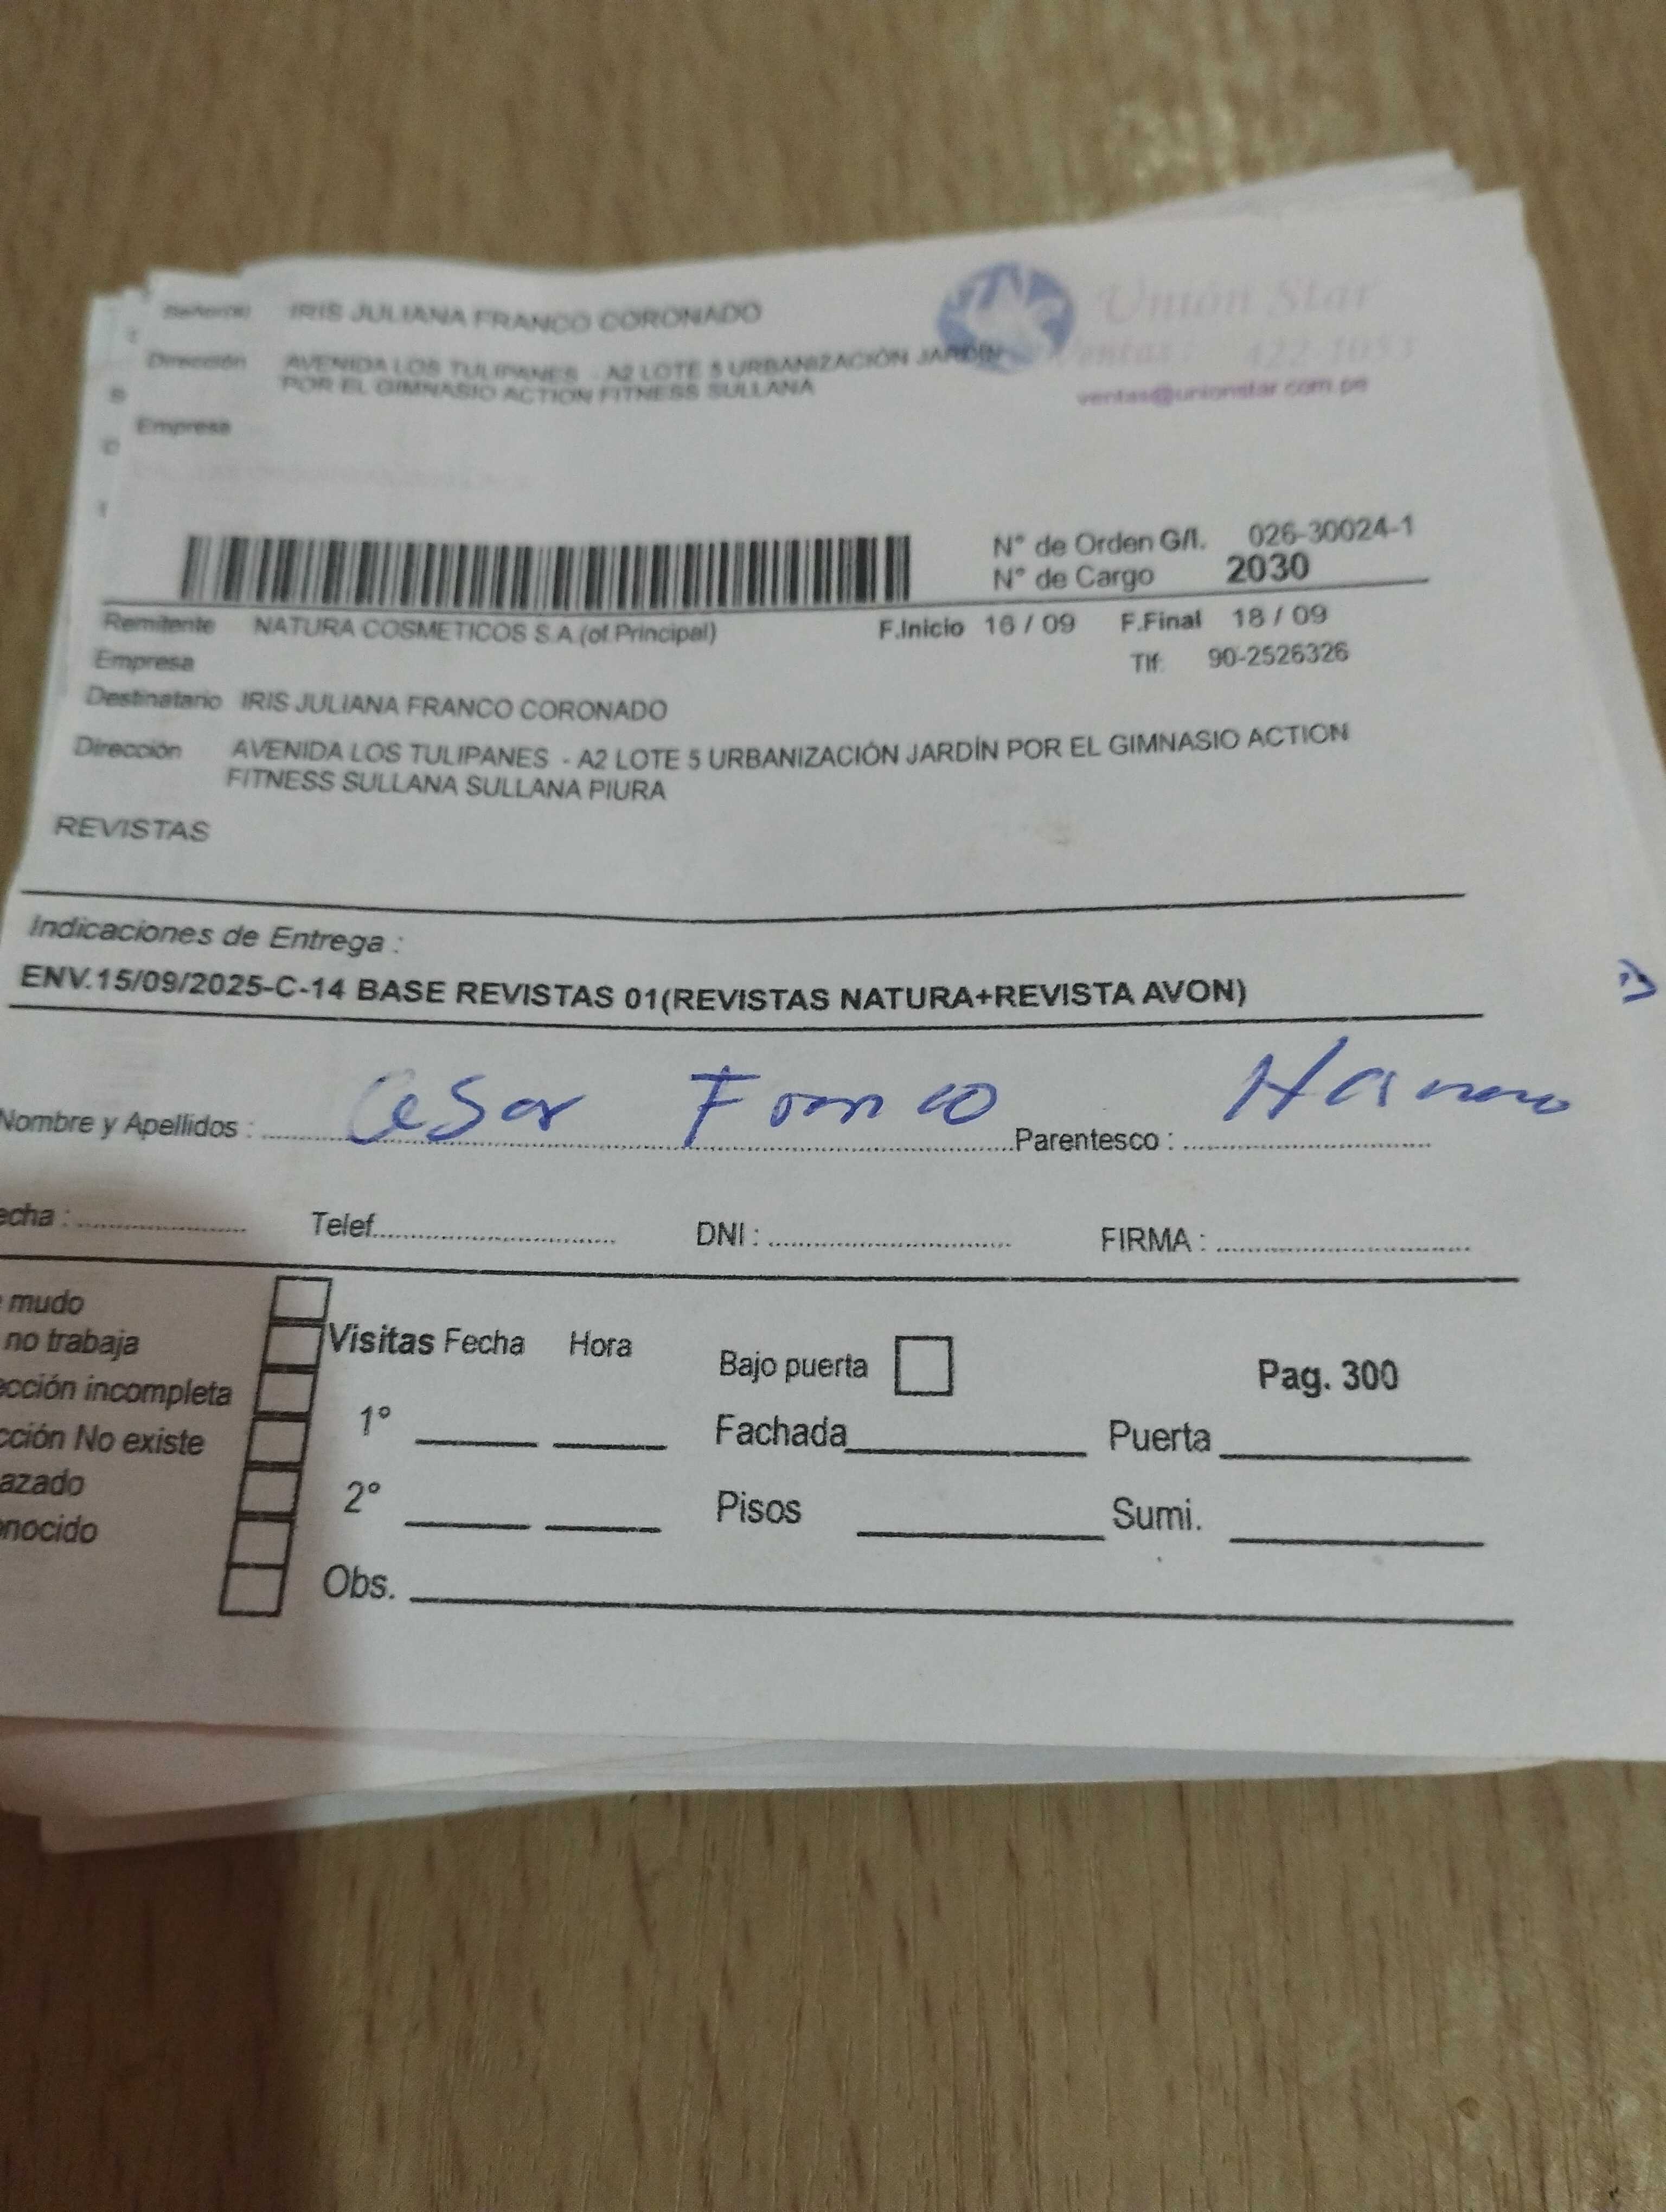 Señor(a) IRIS JULIANA FRANCO CORONADO
Unión Star
Dirección AVENIDA LOS TULIPANES - A2 LOTE 5 URBANIZACIÓN JARDÍN
Ventas: 422-1053
POR EL GIMNASIO ACTION FITNESS SULLANA
ventas@unionstar.com.pe
Empresa
N° de Orden G/I. 026-30024-1
N° de Cargo 2030
Remitente NATURA COSMETICOS S.A (of.Principal) F.Inicio 16 / 09 F.Final 18 / 09
Empresa Tlf: 90-2526326
Destinatario IRIS JULIANA FRANCO CORONADO
Dirección AVENIDA LOS TULIPANES - A2 LOTE 5 URBANIZACIÓN JARDÍN POR EL GIMNASIO ACTION
FITNESS SULLANA SULLANA PIURA
REVISTAS
Indicaciones de Entrega :
ENV.15/09/2025-C-14 BASE REVISTAS 01(REVISTAS NATURA+REVISTA AVON)
Nombre y Apellidos : Cesar Franco Parentesco :
echa : Telef. DNI : FIRMA :
mudo
no trabaja
Visitas Fecha Hora
Bajo puerta Pag. 300
cción incompleta
1° Fachada Puerta
cción No existe
azado
2° Pisos Sumi.
nocido
Obs.